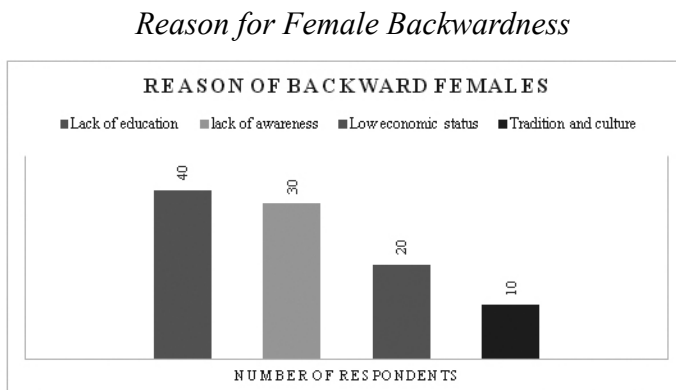 Reason for Female Backwardness
REASON OF BACKWARD FEMALES
Lack of education lack of awareness Low economic status Tradition and culture
40
30
20
10
NUMBER OF RESPONDENTS